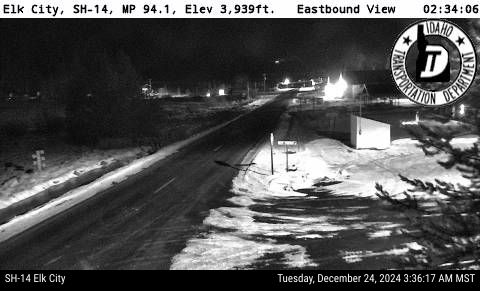 Elk City, SH-14, MP 94.1, Elev 3,939ft. Eastbound View 02:34:06
IDAHO
TRANSPORTATION DEPARTMENT
SH-14 Elk City Tuesday, December 24, 2024 3:36:17 AM MST